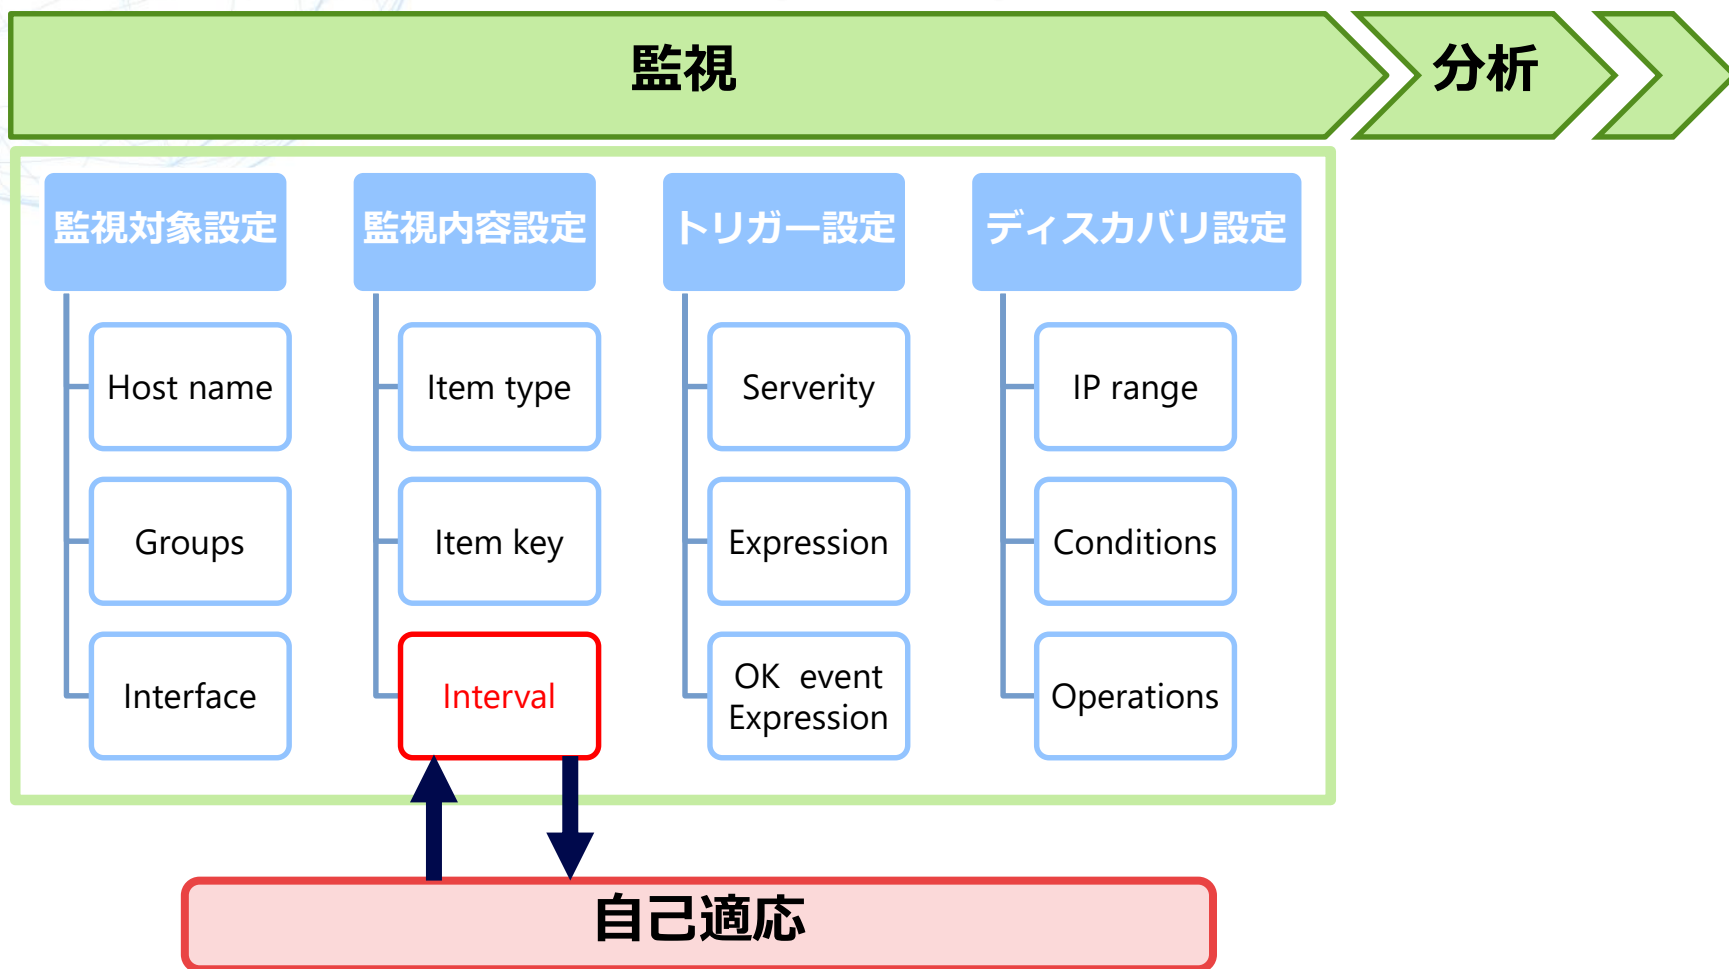 監視
分析
監視対象設定
Host name
Groups
Interface
監視内容設定
Item type
Item key
Interval
トリガー設定
Serverity
Expression
OK  event
Expression
ディスカバリ設定
IP range
Conditions
Operations
自己適応